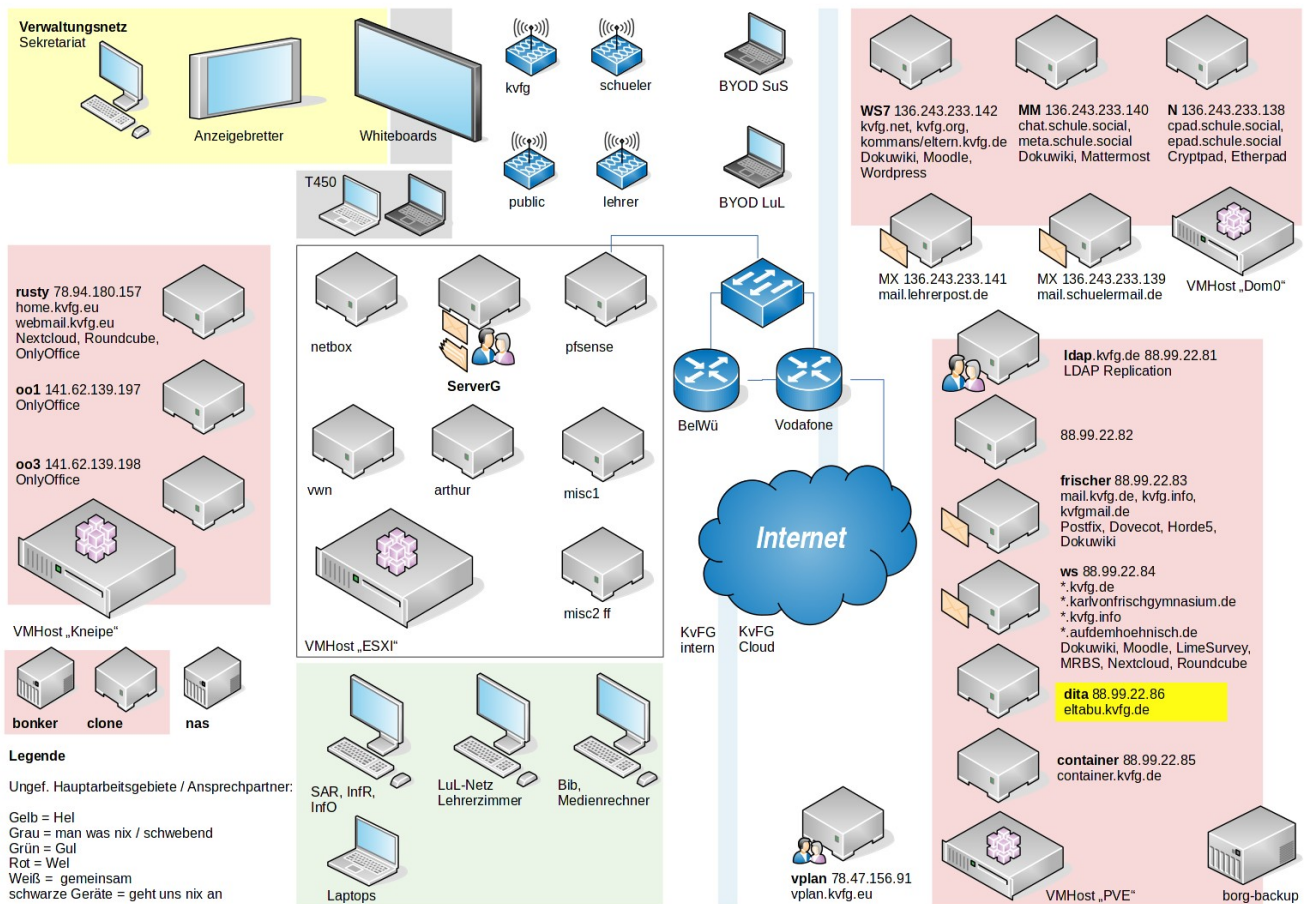 Verwaltungsnetz
Sekretariat
Anzeigebretter
Whiteboards
kvfg
schueler
public
lehrer
BYOD SuS
BYOD LuL
T450
WS7 136.243.233.142
kvfg.net, kvfg.org,
kommans/eltern.kvfg.de
Dokuwiki, Moodle,
Wordpress
MM 136.243.233.140
chat.schule.social,
meta.schule.social
Dokuwiki, Mattermost
N 136.243.233.138
cpad.schule.social,
epad.schule.social
Cryptpad, Etherpad
MX 136.243.233.141
mail.lehrerpost.de
MX 136.243.233.139
mail.schuelermail.de
VMHost „Dom0“
rusty 78.94.180.157
home.kvfg.eu
webmail.kvfg.eu
Nextcloud, Roundcube,
OnlyOffice
oo1 141.62.139.197
OnlyOffice
oo3 141.62.139.198
OnlyOffice
VMHost „Kneipe“
netbox
ServerG
pfsense
vwn
arthur
misc1
misc2 ff
VMHost „ESXI“
BelWü
Vodafone
Internet
KvFG
intern
KvFG
Cloud
ldap.kvfg.de 88.99.22.81
LDAP Replication
88.99.22.82
frischer 88.99.22.83
mail.kvfg.de, kvfg.info,
kvfgmail.de
Postfix, Dovecot, Horde5,
Dokuwiki
ws 88.99.22.84
*.kvfg.de
*.karlvonfrischgymnasium.de
*.kvfg.info
*.aufdemhoehnisch.de
Dokuwiki, Moodle, LimeSurvey,
MRBS, Nextcloud, Roundcube
dita 88.99.22.86
eltabu.kvfg.de
container 88.99.22.85
container.kvfg.de
VMHost „PVE“
borg-backup
vplan 78.47.156.91
vplan.kvfg.eu
bonker
clone
nas
SAR, InfR,
InfO
LuL-Netz
Lehrerzimmer
Bib,
Medienrechner
Laptops
Legende
Ungef. Hauptarbeitsgebiete / Ansprechpartner:
Gelb = Hel
Grau = man was nix / schwebend
Grün = Gul
Rot = Wel
Weiß =  gemeinsam
schwarze Geräte = geht uns nix an